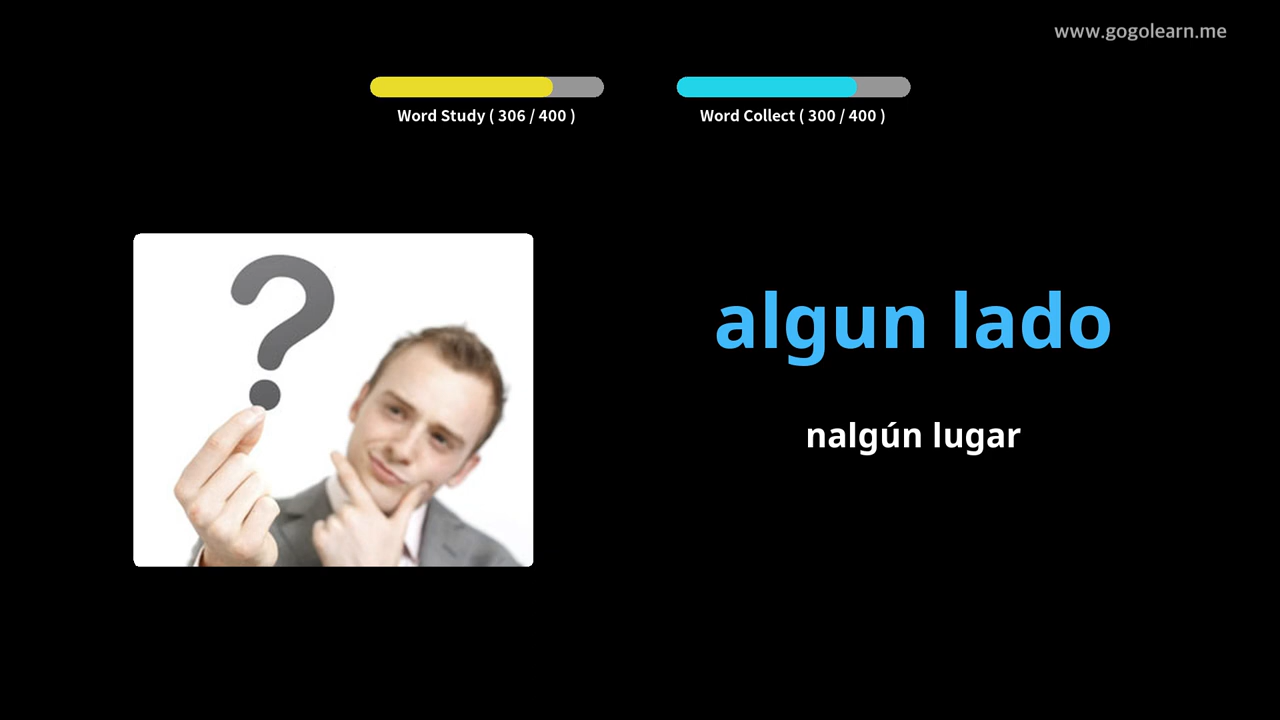 www.gogolearn.me
Word Study ( 306 / 400 )
Word Collect ( 300 / 400 )
algun lado
nalgún lugar